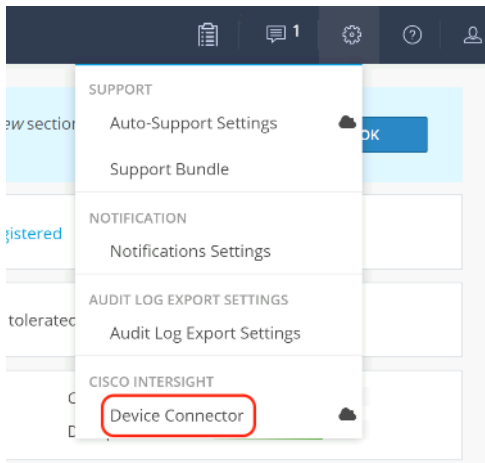 1
SUPPORT
ew section
Auto-Support Settings
OK
Support Bundle
NOTIFICATION
gistered
Notifications Settings
AUDIT LOG EXPORT SETTINGS
tolerated
Audit Log Export Settings
CISCO INTERSIGHT
Device Connector